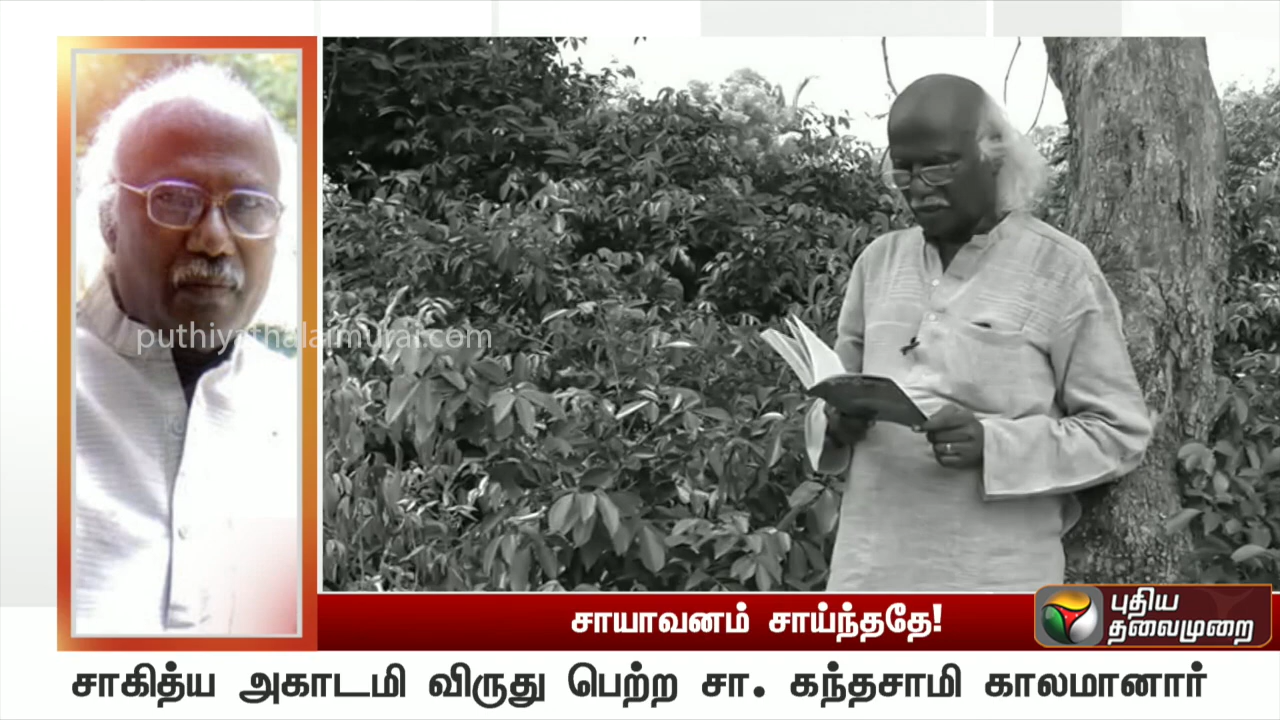 puthiyathalaimurai.com
சாயாவனம் சாய்ந்ததே!
புதிய
தலைமுறை
சாகித்ய அகாடமி விருது பெற்ற சா. கந்தசாமி காலமானார்